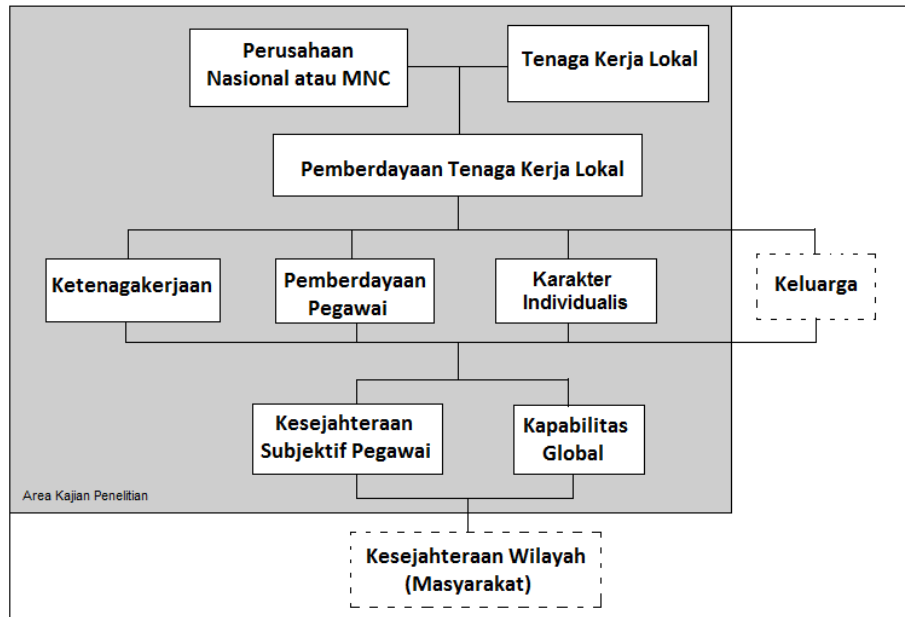 Perusahaan
Nasional atau MNC
Tenaga Kerja Lokal
Pemberdayaan Tenaga Kerja Lokal
Ketenagakerjaan
Pemberdayaan
Pegawai
Karakter
Individualis
Keluarga
Kesejahteraan
Subjektif Pegawai
Kapabilitas
Global
Area Kajian Penelitian
Kesejahteraan Wilayah
(Masyarakat)